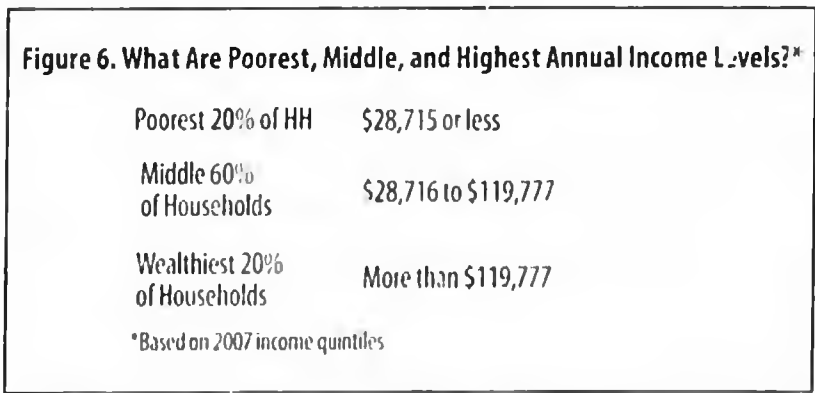 Figure 6. What Are Poorest, Middle, and Highest Annual Income Levels?*
Poorest 20% of HH $28,715 or less
Middle 60%
of Households $28,716 to $119,777
Wealthiest 20%
of Households More than $119,777
*Based on 2007 income quintiles